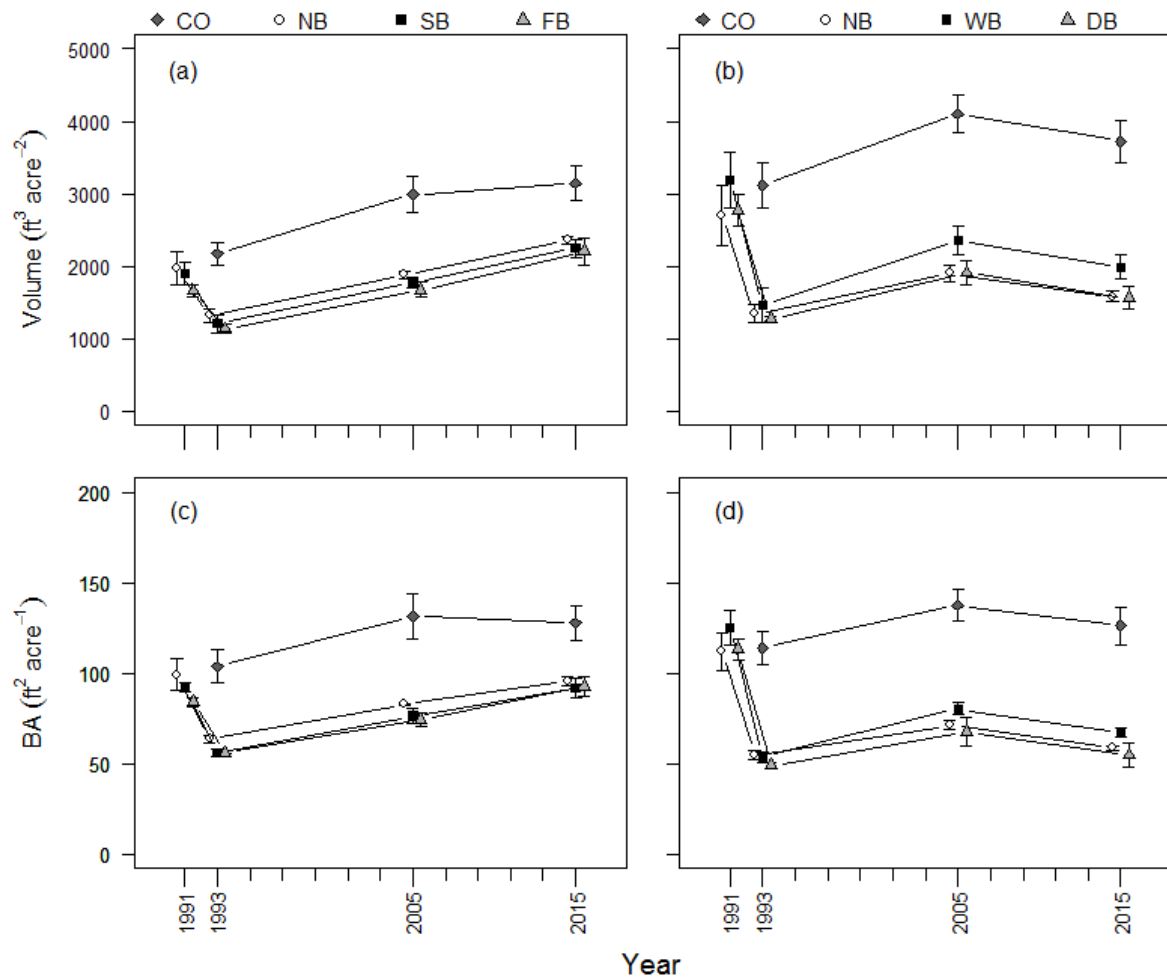 CO NB SB FB CO NB WB DB
(a) (b)
5000
4000
3000
2000
1000
0
Volume (ft³ acre⁻²)
(c) (d)
200
150
100
50
0
BA (ft² acre⁻¹)
1991 1993 2005 2015 1991 1993 2005 2015
Year